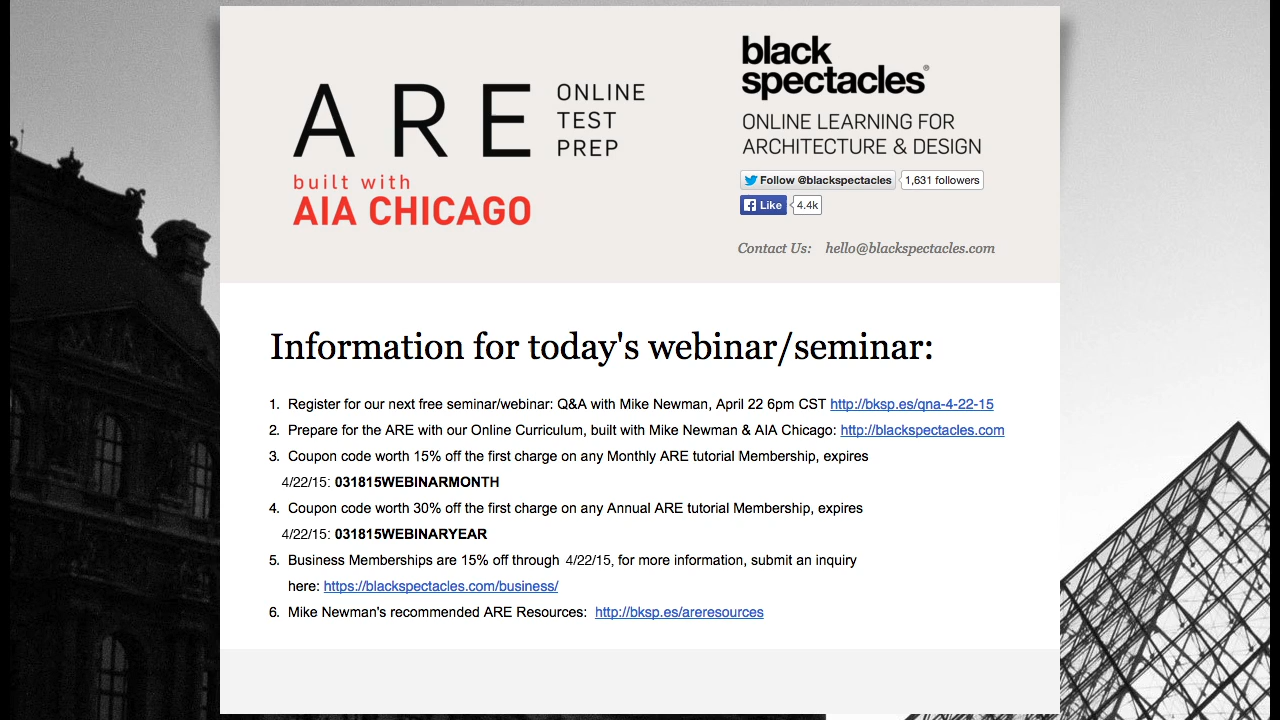 A R E
ONLINE
TEST
PREP
built with
AIA CHICAGO
black
spectacles®
ONLINE LEARNING FOR
ARCHITECTURE & DESIGN
Follow @blackspectacles 1,631 followers
Like 4.4k
Contact Us: hello@blackspectacles.com
Information for today's webinar/seminar:
1. Register for our next free seminar/webinar: Q&A with Mike Newman, April 22 6pm CST http://bksp.es/qna-4-22-15
2. Prepare for the ARE with our Online Curriculum, built with Mike Newman & AIA Chicago: http://blackspectacles.com
3. Coupon code worth 15% off the first charge on any Monthly ARE tutorial Membership, expires
4/22/15: 031815WEBINARMONTH
4. Coupon code worth 30% off the first charge on any Annual ARE tutorial Membership, expires
4/22/15: 031815WEBINARYEAR
5. Business Memberships are 15% off through 4/22/15, for more information, submit an inquiry
here: https://blackspectacles.com/business/
6. Mike Newman's recommended ARE Resources: http://bksp.es/areresources